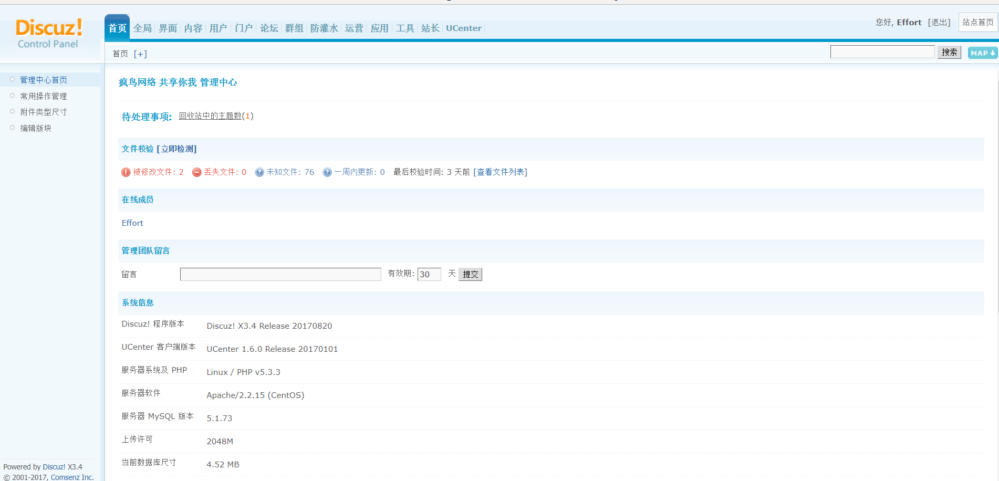 Discuz!
Control Panel
首页 全局 界面 内容 用户 门户 论坛 群组 防灌水 运营 应用 工具 站长 UCenter
您好, Effort [退出] 站点首页
首页 [+]
搜索 MAP
管理中心首页
常用操作管理
附件类型尺寸
编辑版块
疯鸟网络 共享你我 管理中心
待处理事项: 回收站中的主题数(1)
文件校验 [立即检测]
被修改文件: 2 丢失文件: 0 未知文件: 76 一周内更新: 0 最后校验时间: 3 天前 [查看文件列表]
在线成员
Effort
管理团队留言
留言 有效期: 30 天 提交
系统信息
Discuz! 程序版本 Discuz! X3.4 Release 20170820
UCenter 客户端版本 UCenter 1.6.0 Release 20170101
服务器系统及 PHP Linux / PHP v5.3.3
服务器软件 Apache/2.2.15 (CentOS)
服务器 MySQL 版本 5.1.73
上传许可 2048M
当前数据库尺寸 4.52 MB
Powered by Discuz! X3.4
© 2001-2017, Comsenz Inc.